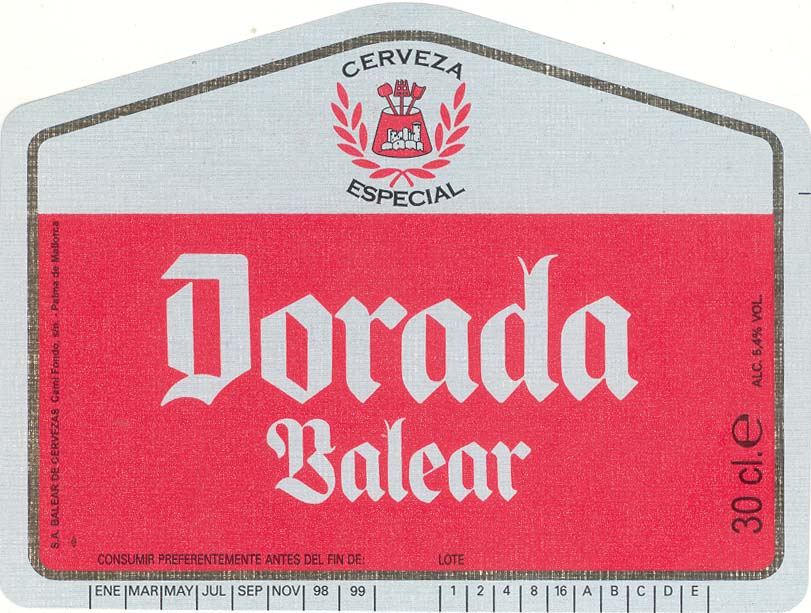 CERVEZA
ESPECIAL
Dorada
Balear
S.A. BALEAR DE CERVEZAS Cami Fondo, s/n. Palma de Mallorca
30 cl. e
ALC. 5,4% VOL.
CONSUMIR PREFERENTEMENTE ANTES DEL FIN DE: LOTE
ENE MAR MAY JUL SEP NOV 98 99 1 2 4 8 16 A B C D E